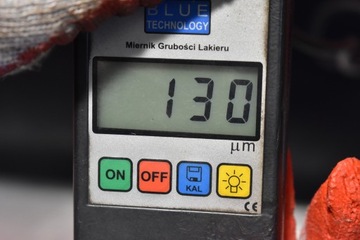 BLUE
TECHNOLOGY
Miernik Grubości Lakieru
130
µm
ON OFF KAL
CE